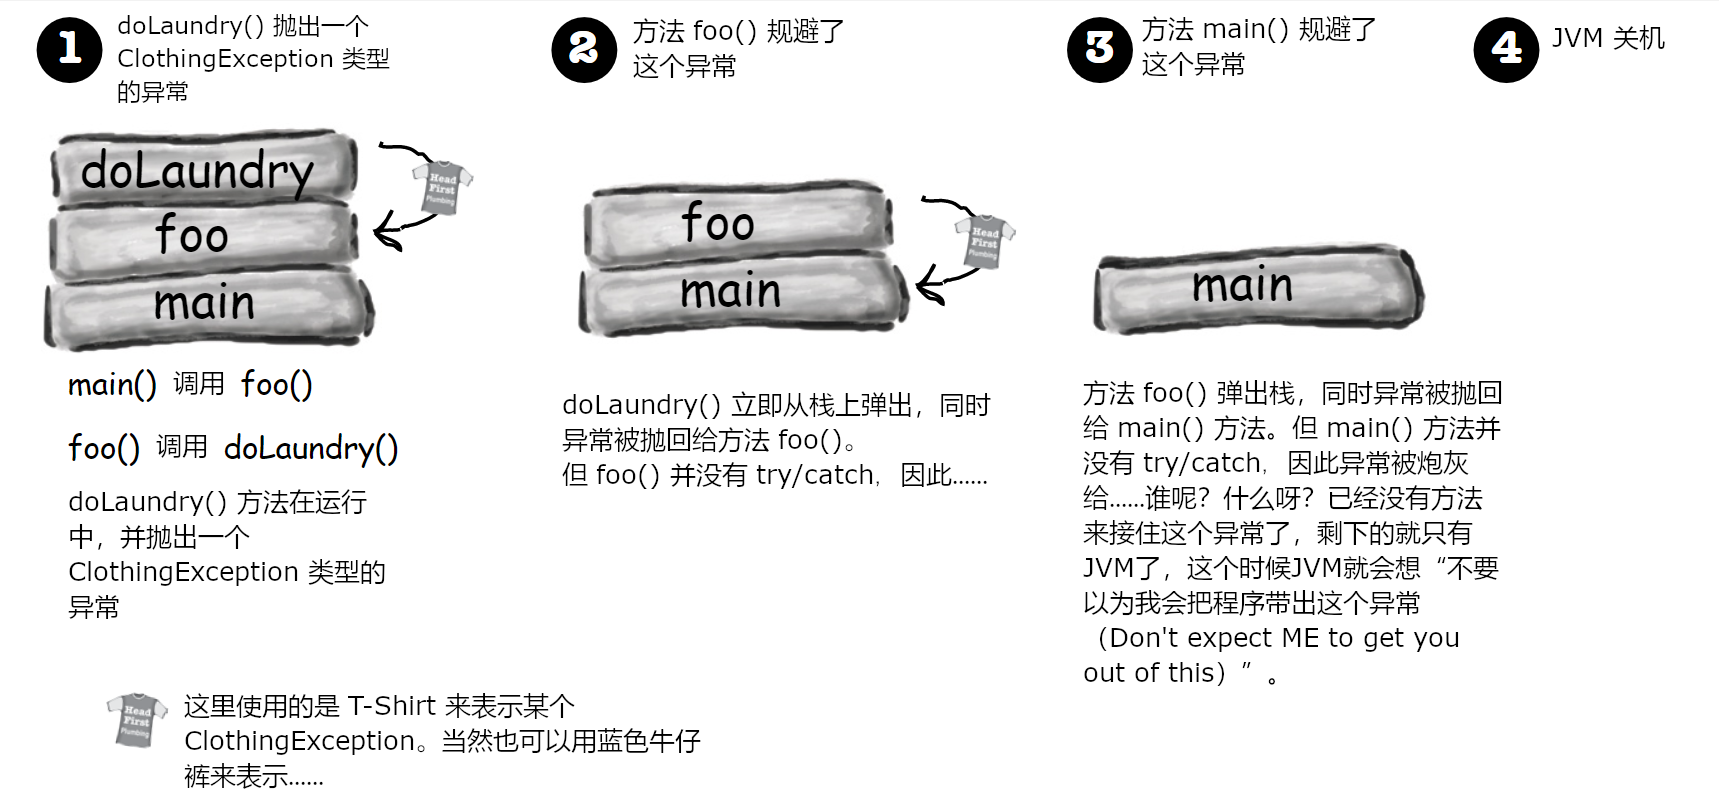 1
doLaundry() 抛出一个
ClothingException 类型
的异常
doLaundry
foo
main
Head
First
Plumbing
main() 调用 foo()
foo() 调用 doLaundry()
doLaundry() 方法在运行
中，并抛出一个
ClothingException 类型的
异常
2
方法 foo() 规避了
这个异常
foo
main
Head
First
Plumbing
doLaundry() 立即从栈上弹出，同时
异常被抛回给方法 foo()。
但 foo() 并没有 try/catch，因此......
3
方法 main() 规避了
这个异常
main
方法 foo() 弹出栈，同时异常被抛回
给 main() 方法。但 main() 方法并
没有 try/catch，因此异常被炮灰
给......谁呢？什么呀？已经没有方法
来接住这个异常了，剩下的就只有
JVM了，这个时候JVM就会想“不要
以为我会把程序带出这个异常
（Don't expect ME to get you
out of this）”。
4
JVM 关机
Head
First
Plumbing
这里使用的是 T-Shirt 来表示某个
ClothingException。当然也可以用蓝色牛仔
裤来表示......